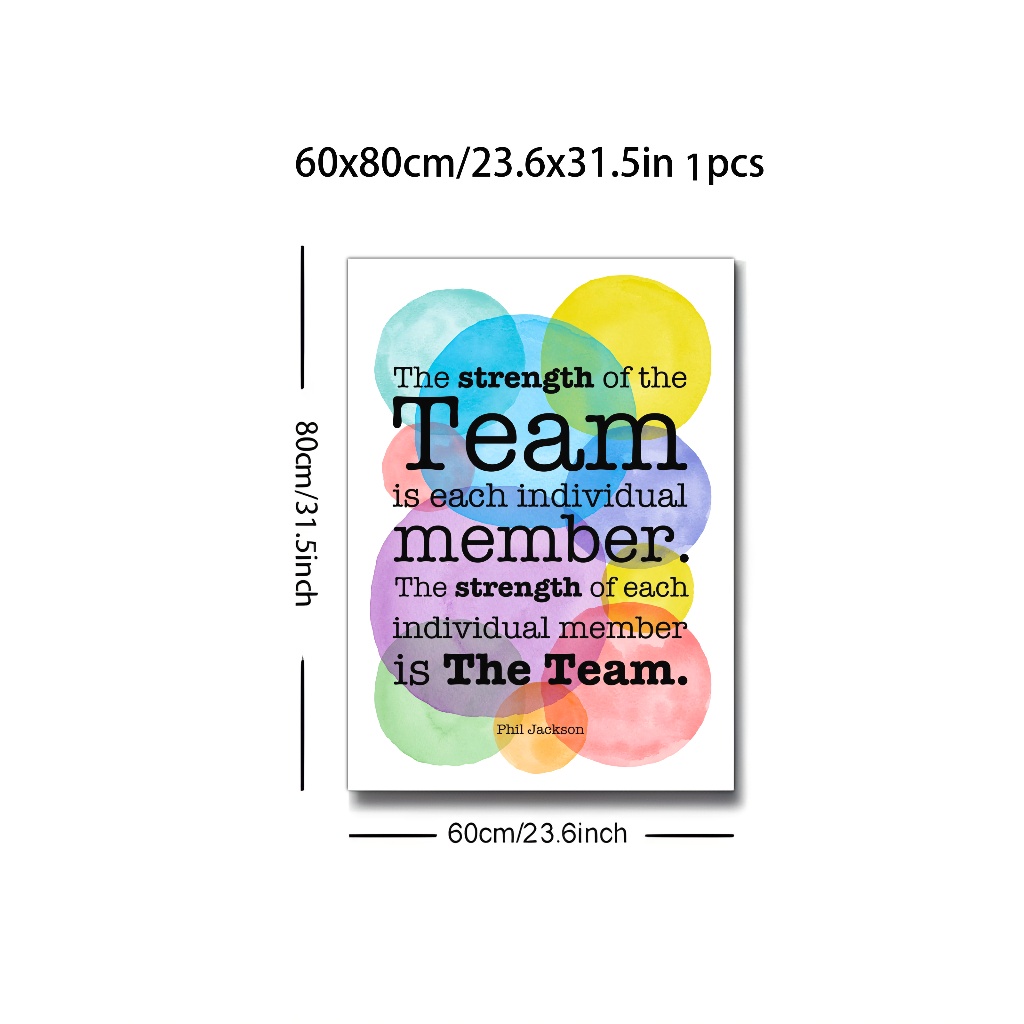 60x80cm/23.6x31.5in 1pcs
80cm/31.5inch
The strength of the
Team
is each individual
member.
The strength of each
individual member
is The Team.
Phil Jackson
60cm/23.6inch